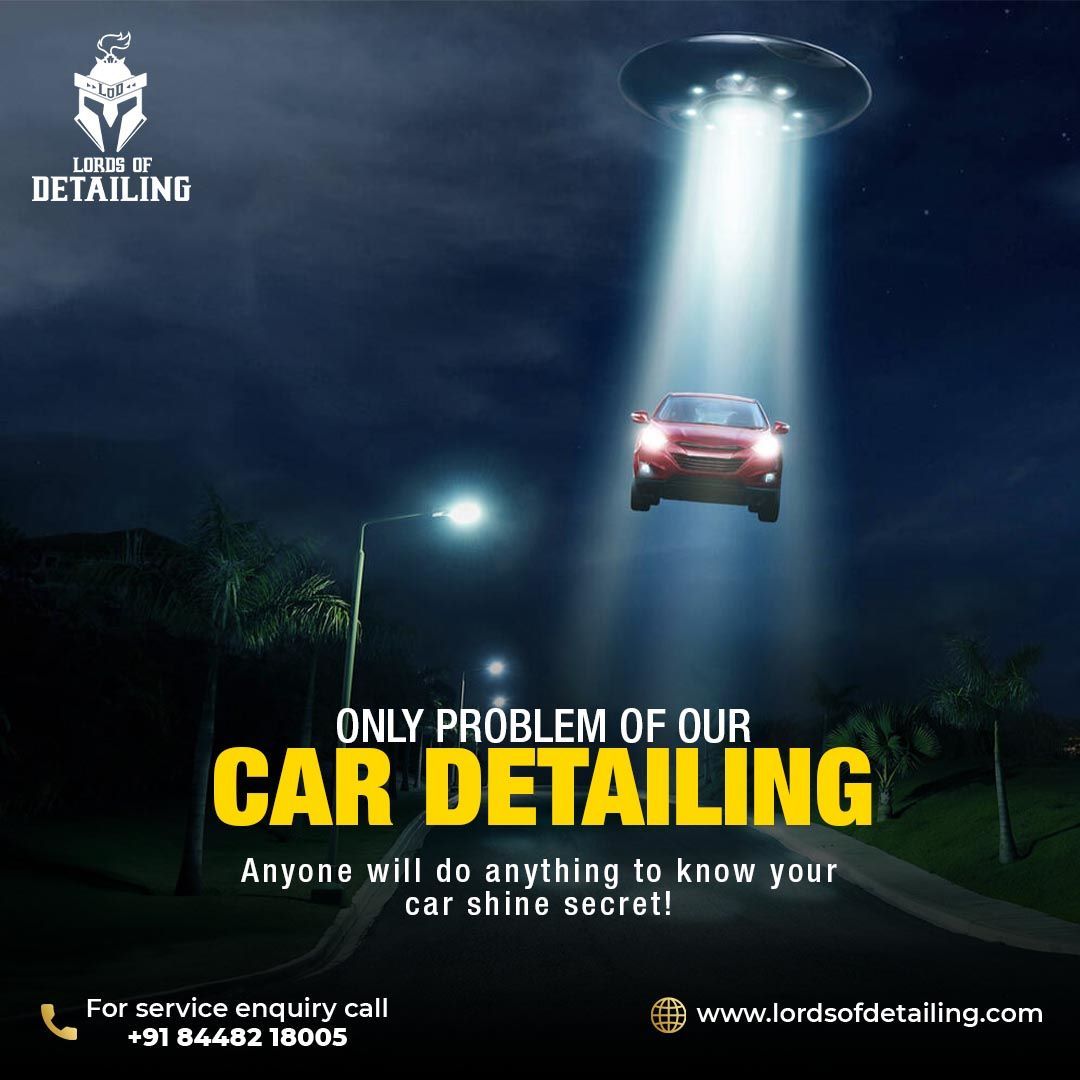 LOD
LORDS OF
DETAILING
ONLY PROBLEM OF OUR
CAR DETAILING
Anyone will do anything to know your
car shine secret!
For service enquiry call
+91 84482 18005
www.lordsofdetailing.com